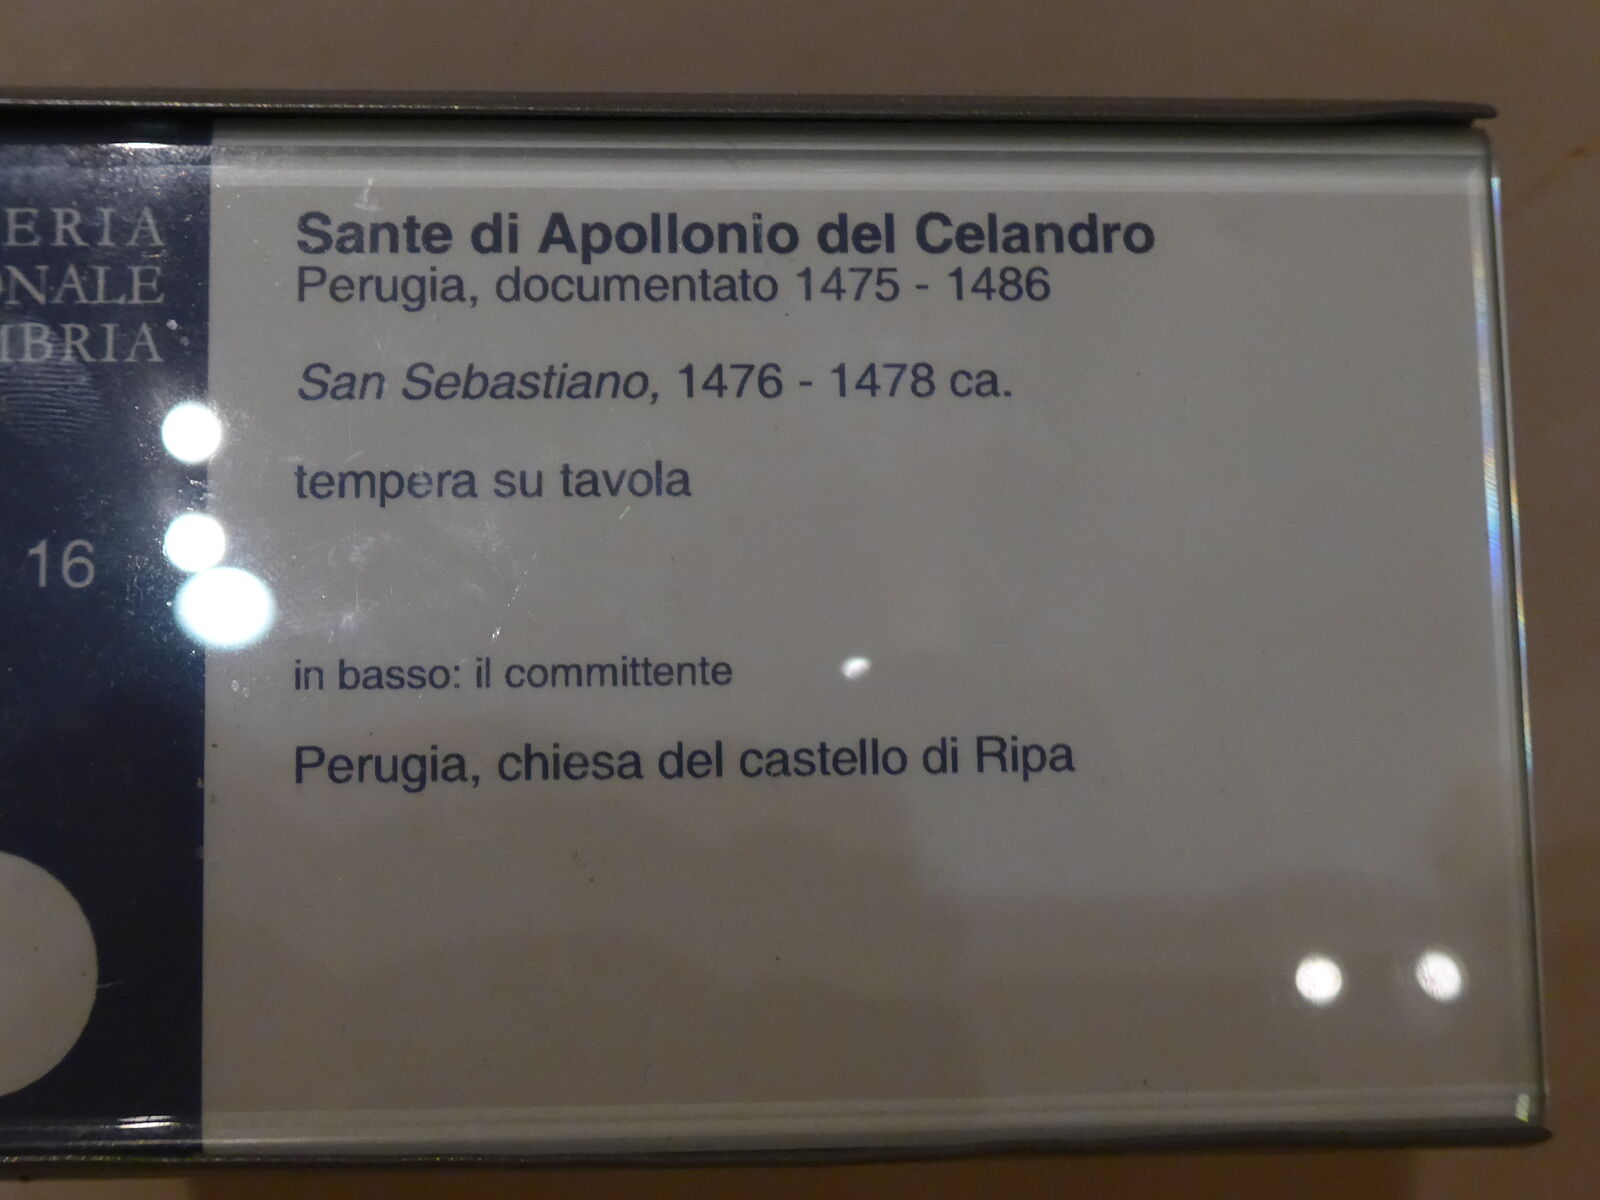 ERIA
ONALE
MBRIA
16
Sante di Apollonio del Celandro
Perugia, documentato 1475 - 1486
San Sebastiano, 1476 - 1478 ca.
tempera su tavola
in basso: il committente
Perugia, chiesa del castello di Ripa